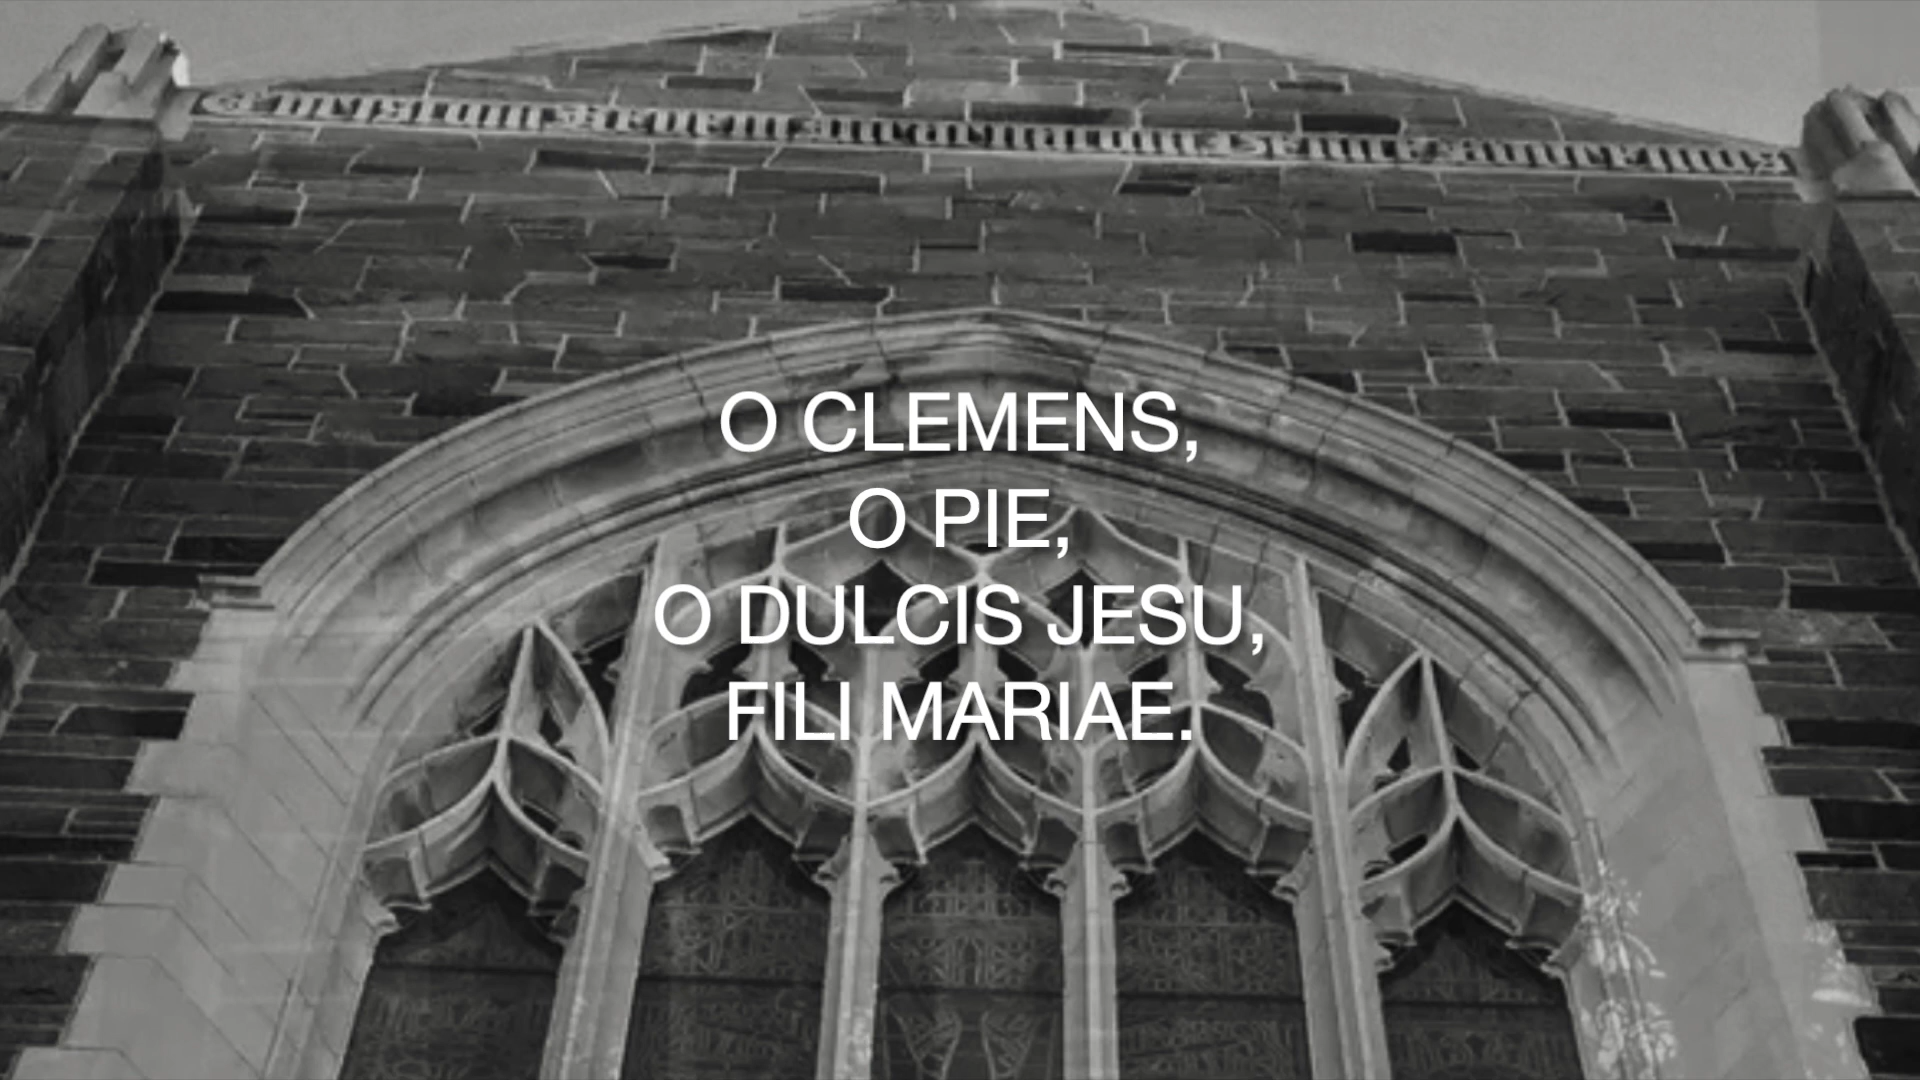 O CLEMENS,
O PIE,
O DULCIS JESU,
FILI MARIAE.